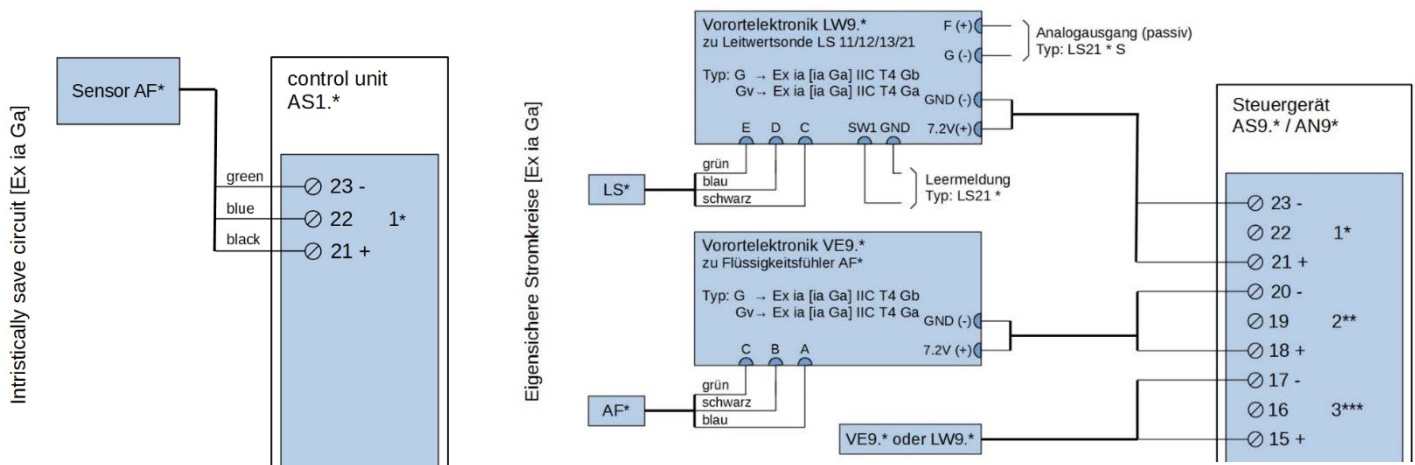 Intristically save circuit [Ex ia Ga]
Sensor AF*
control unit
AS1.*
green
23 -
blue
22 1*
black
21 +
Eigensichere Stromkreise [Ex ia Ga]
Vorortelektronik LW9.*
zu Leitwertsonde LS 11/12/13/21
Typ: G → Ex ia [ia Ga] IIC T4 Gb
Gv→ Ex ia [ia Ga] IIC T4 Ga
F (+)
G (-)
GND (-)
7.2V(+)
E D C SW1 GND
Analogausgang (passiv)
Typ: LS21 * S
LS*
grün
blau
schwarz
Leermeldung
Typ: LS21 *
Vorortelektronik VE9.*
zu Flüssigkeitsfühler AF*
Typ: G → Ex ia [ia Ga] IIC T4 Gb
Gv→ Ex ia [ia Ga] IIC T4 Ga
GND (-)
7.2V (+)
C B A
AF*
grün
schwarz
blau
VE9.* oder LW9.*
Steuergerät
AS9.* / AN9*
23 -
22 1*
21 +
20 -
19 2**
18 +
17 -
16 3***
15 +